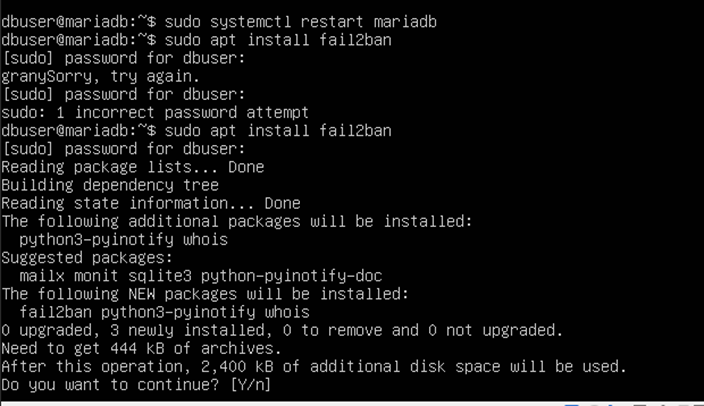 dbuser@mariadb:~$ sudo systemctl restart mariadb
dbuser@mariadb:~$ sudo apt install fail2ban
[sudo] password for dbuser:
granySorry, try again.
[sudo] password for dbuser:
sudo: 1 incorrect password attempt
dbuser@mariadb:~$ sudo apt install fail2ban
[sudo] password for dbuser:
Reading package lists... Done
Building dependency tree
Reading state information... Done
The following additional packages will be installed:
  python3-pyinotify whois
Suggested packages:
  mailx monit sqlite3 python-pyinotify-doc
The following NEW packages will be installed:
  fail2ban python3-pyinotify whois
0 upgraded, 3 newly installed, 0 to remove and 0 not upgraded.
Need to get 444 kB of archives.
After this operation, 2,400 kB of additional disk space will be used.
Do you want to continue? [Y/n]